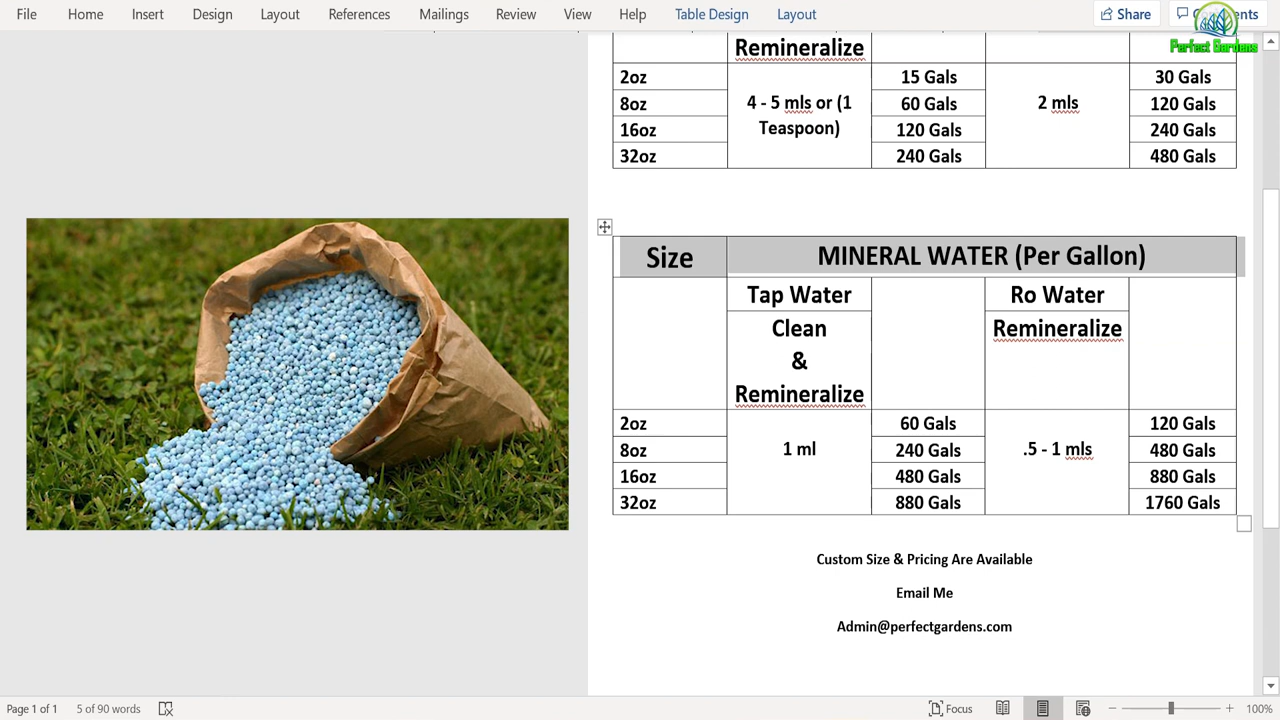 File Home Insert Design Layout References Mailings Review View Help Table Design Layout Share
Perfect Gardens
Remineralize
2oz 15 Gals 30 Gals
8oz 4 - 5 mls or (1 60 Gals 2 mls 120 Gals
16oz Teaspoon) 120 Gals 240 Gals
32oz 240 Gals 480 Gals
Size MINERAL WATER (Per Gallon)
Tap Water Ro Water
Clean Remineralize
&
Remineralize
2oz 60 Gals 120 Gals
8oz 1 ml 240 Gals .5 - 1 mls 480 Gals
16oz 480 Gals 880 Gals
32oz 880 Gals 1760 Gals
Custom Size & Pricing Are Available
Email Me
Admin@perfectgardens.com
Page 1 of 1 5 of 90 words Focus 100%